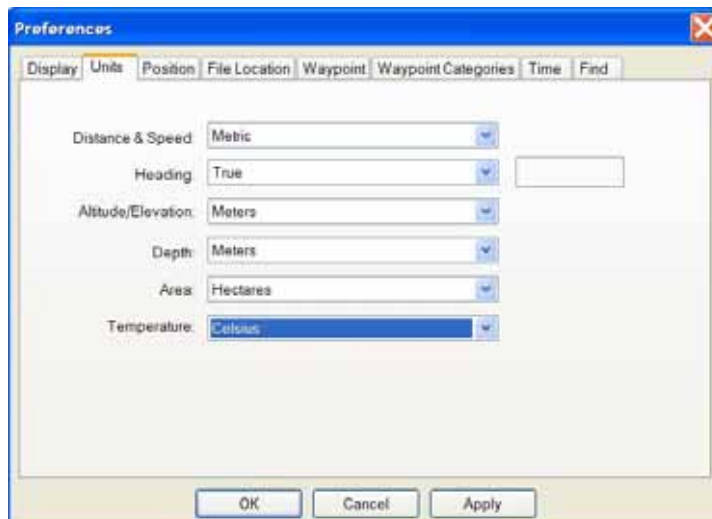 Preferences
Display Units Position File Location Waypoint Waypoint Categories Time Find
Distance & Speed: Metric
Heading: True
Altitude/Elevation: Meters
Depth: Meters
Area: Hectares
Temperature: Celsius
OK Cancel Apply